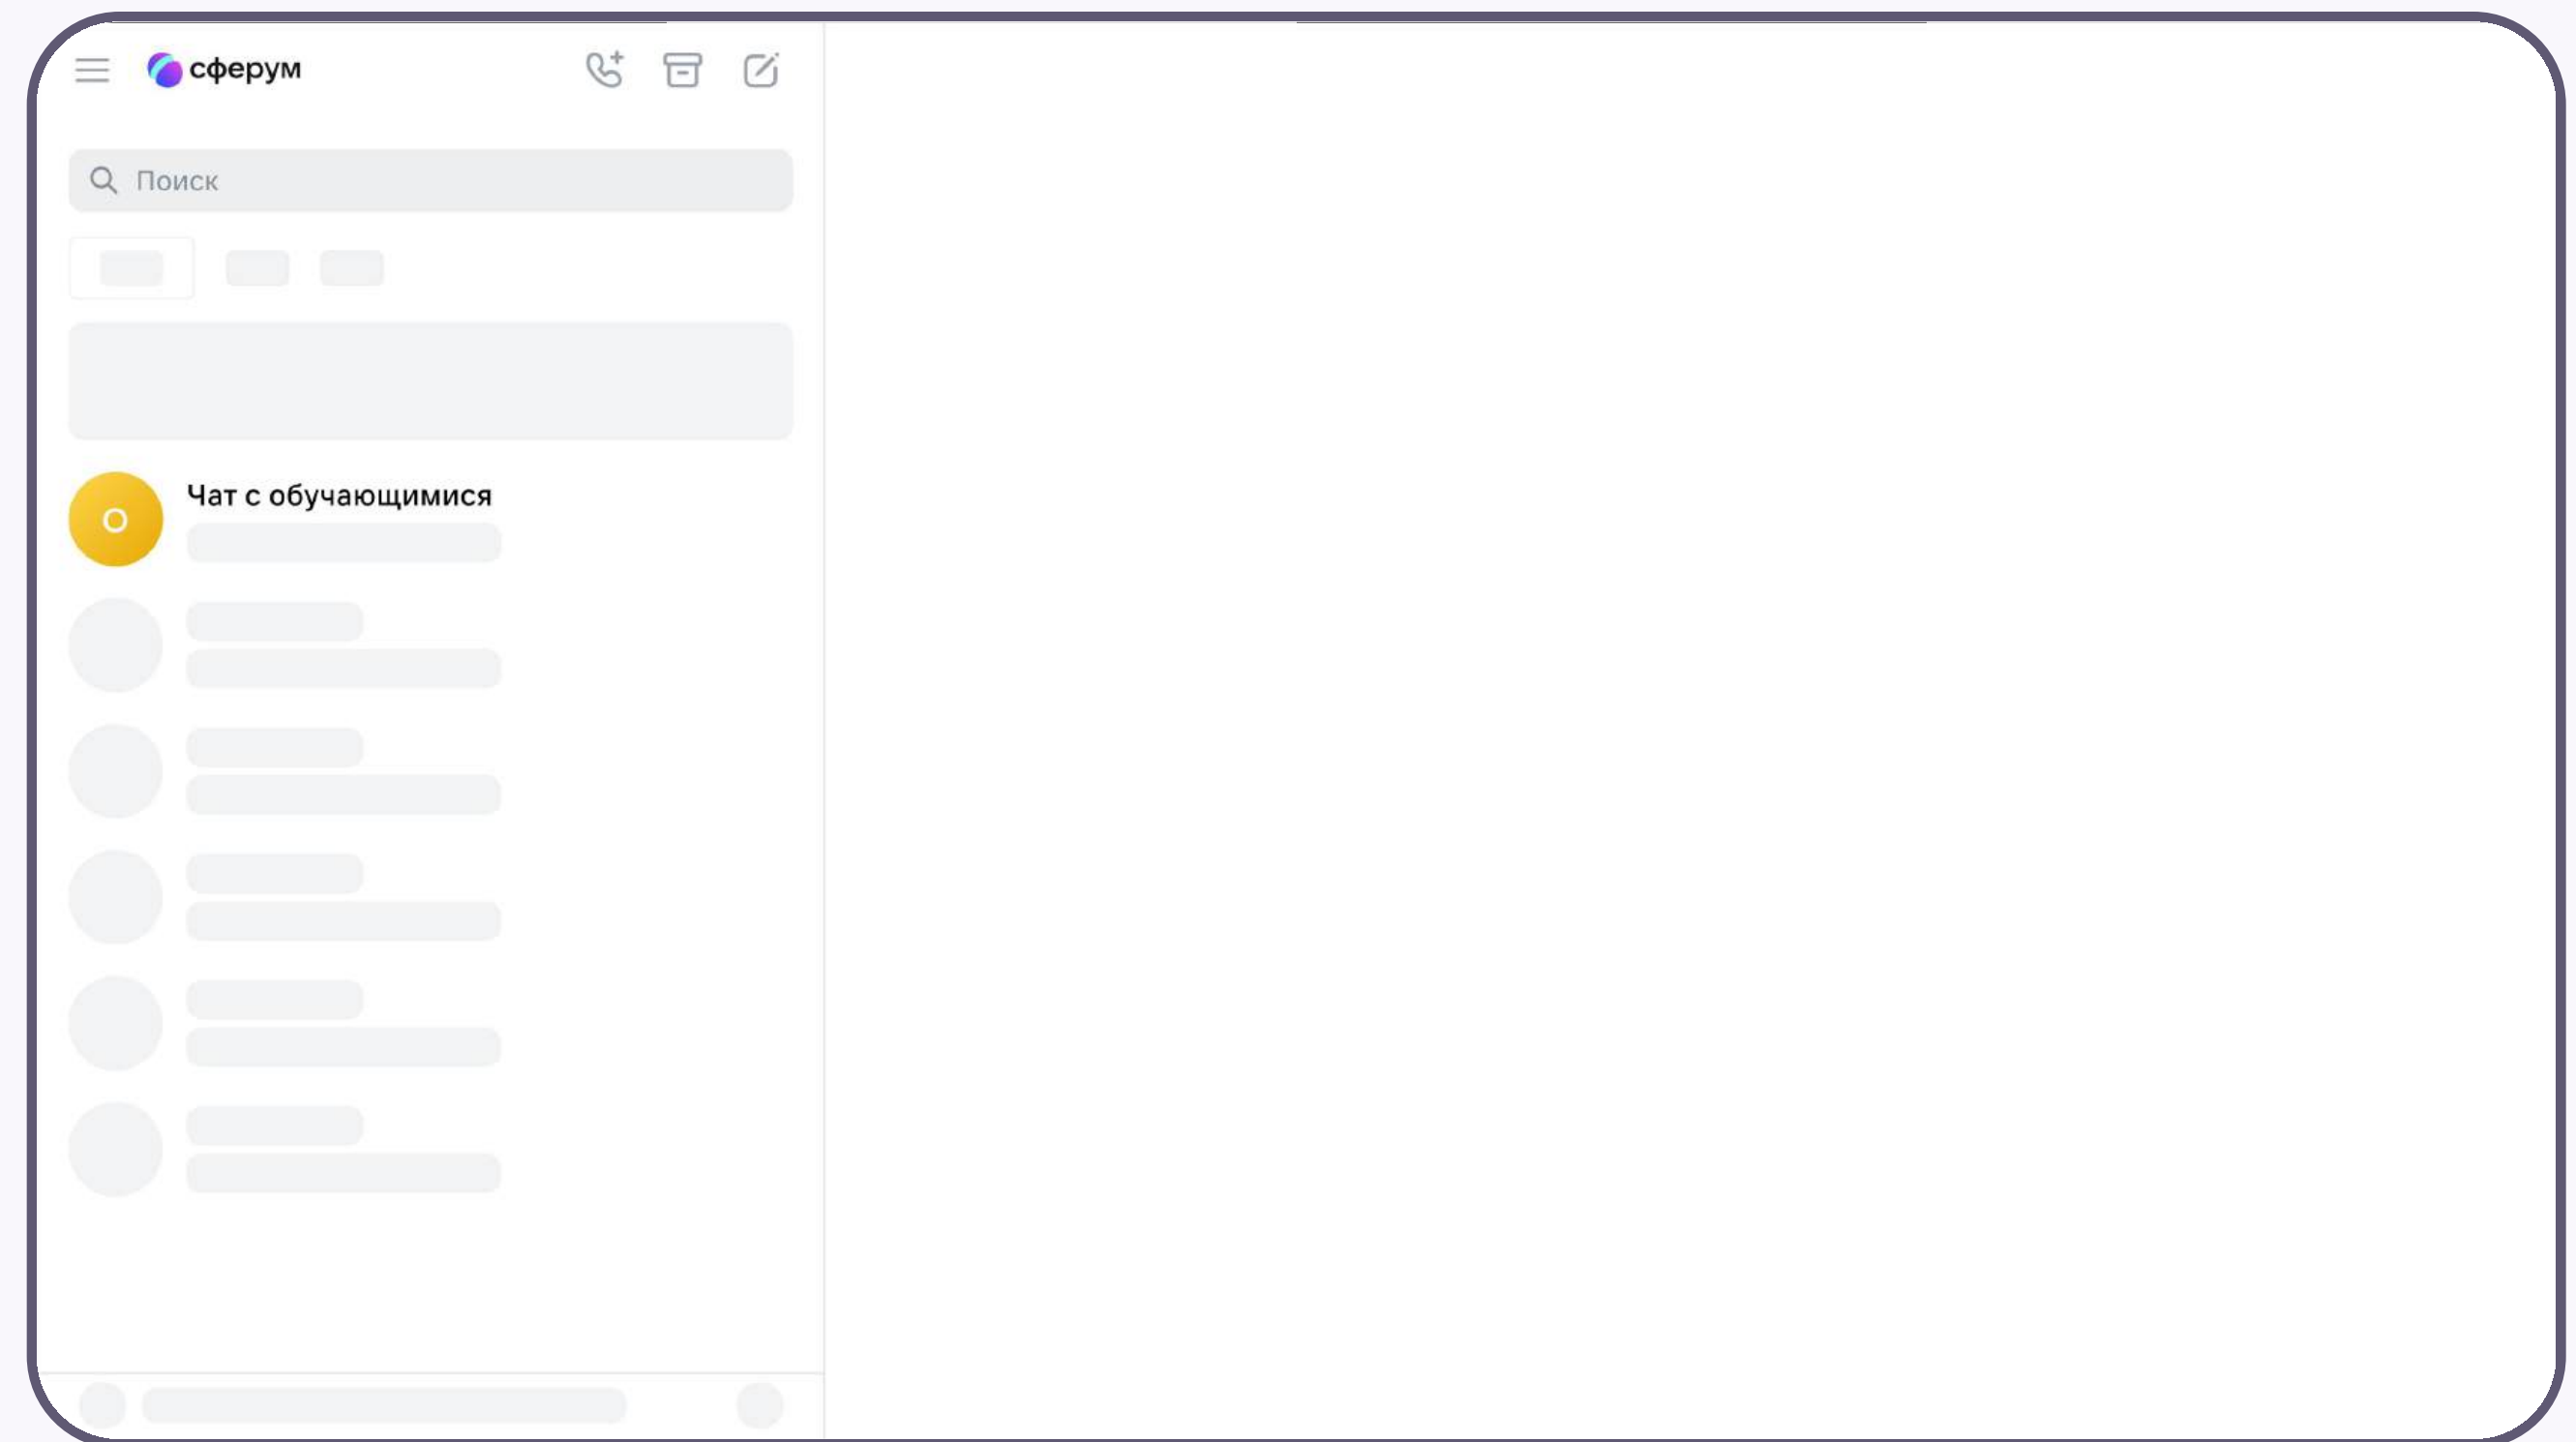 сферум
Поиск
Чат с обучающимися
О